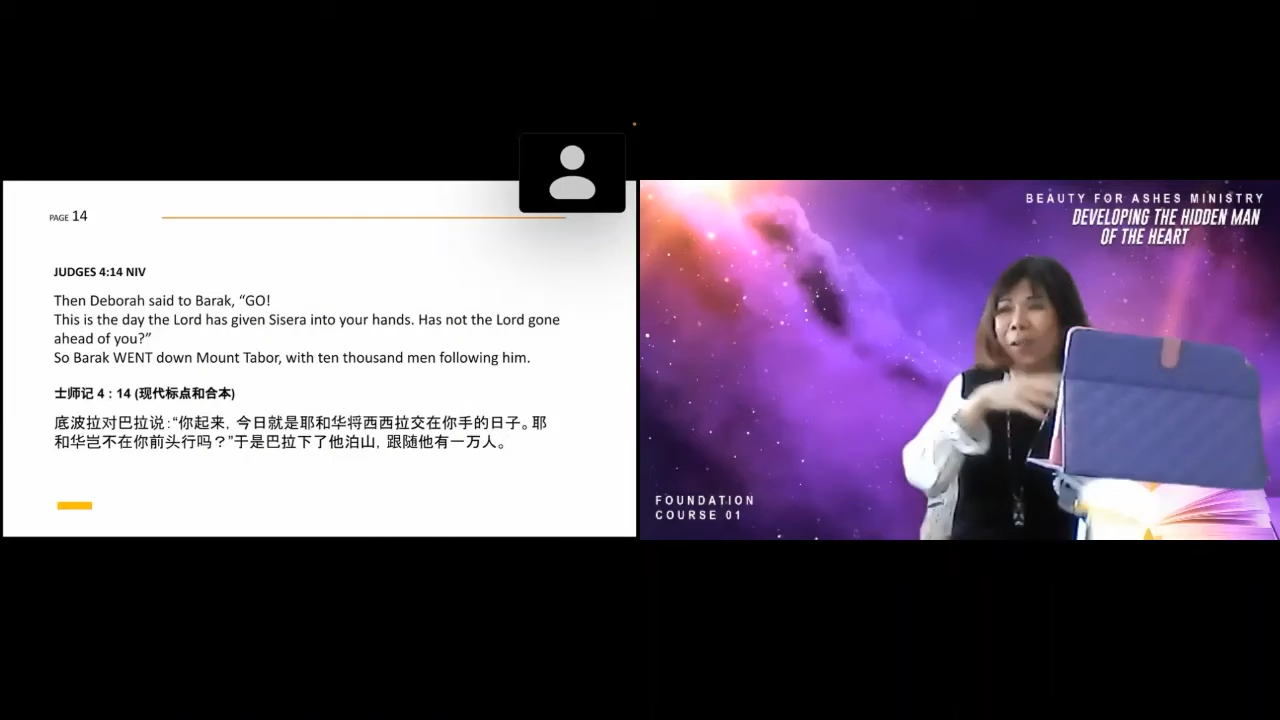 PAGE 14
JUDGES 4:14 NIV
Then Deborah said to Barak, “GO!
This is the day the Lord has given Sisera into your hands. Has not the Lord gone
ahead of you?”
So Barak WENT down Mount Tabor, with ten thousand men following him.
士师记 4：14 (现代标点和合本)
底波拉对巴拉说：“你起来，今日就是耶和华将西西拉交在你手的日子。耶
和华岂不在你前头行吗？”于是巴拉下了他泊山，跟随他有一万人。
BEAUTY FOR ASHES MINISTRY
DEVELOPING THE HIDDEN MAN
OF THE HEART
FOUNDATION
COURSE 01